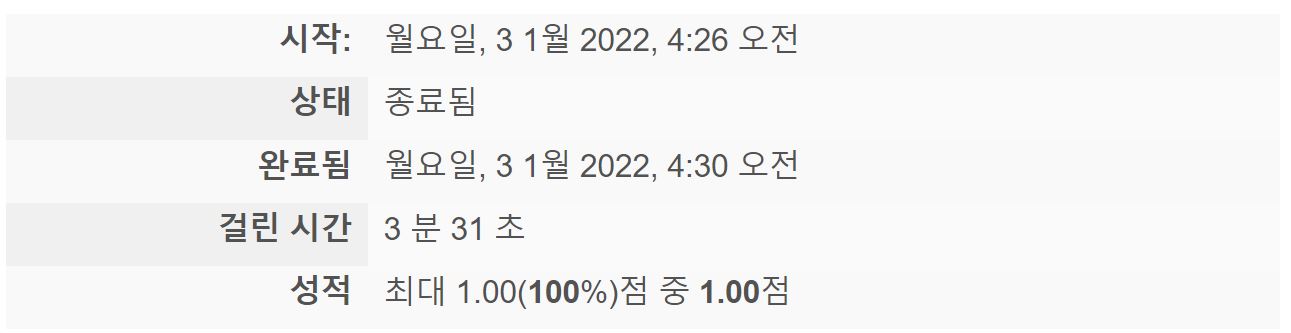 시작: 월요일, 3 1월 2022, 4:26 오전
상태 종료됨
완료됨 월요일, 3 1월 2022, 4:30 오전
걸린 시간 3 분 31 초
성적 최대 1.00(100%)점 중 1.00점